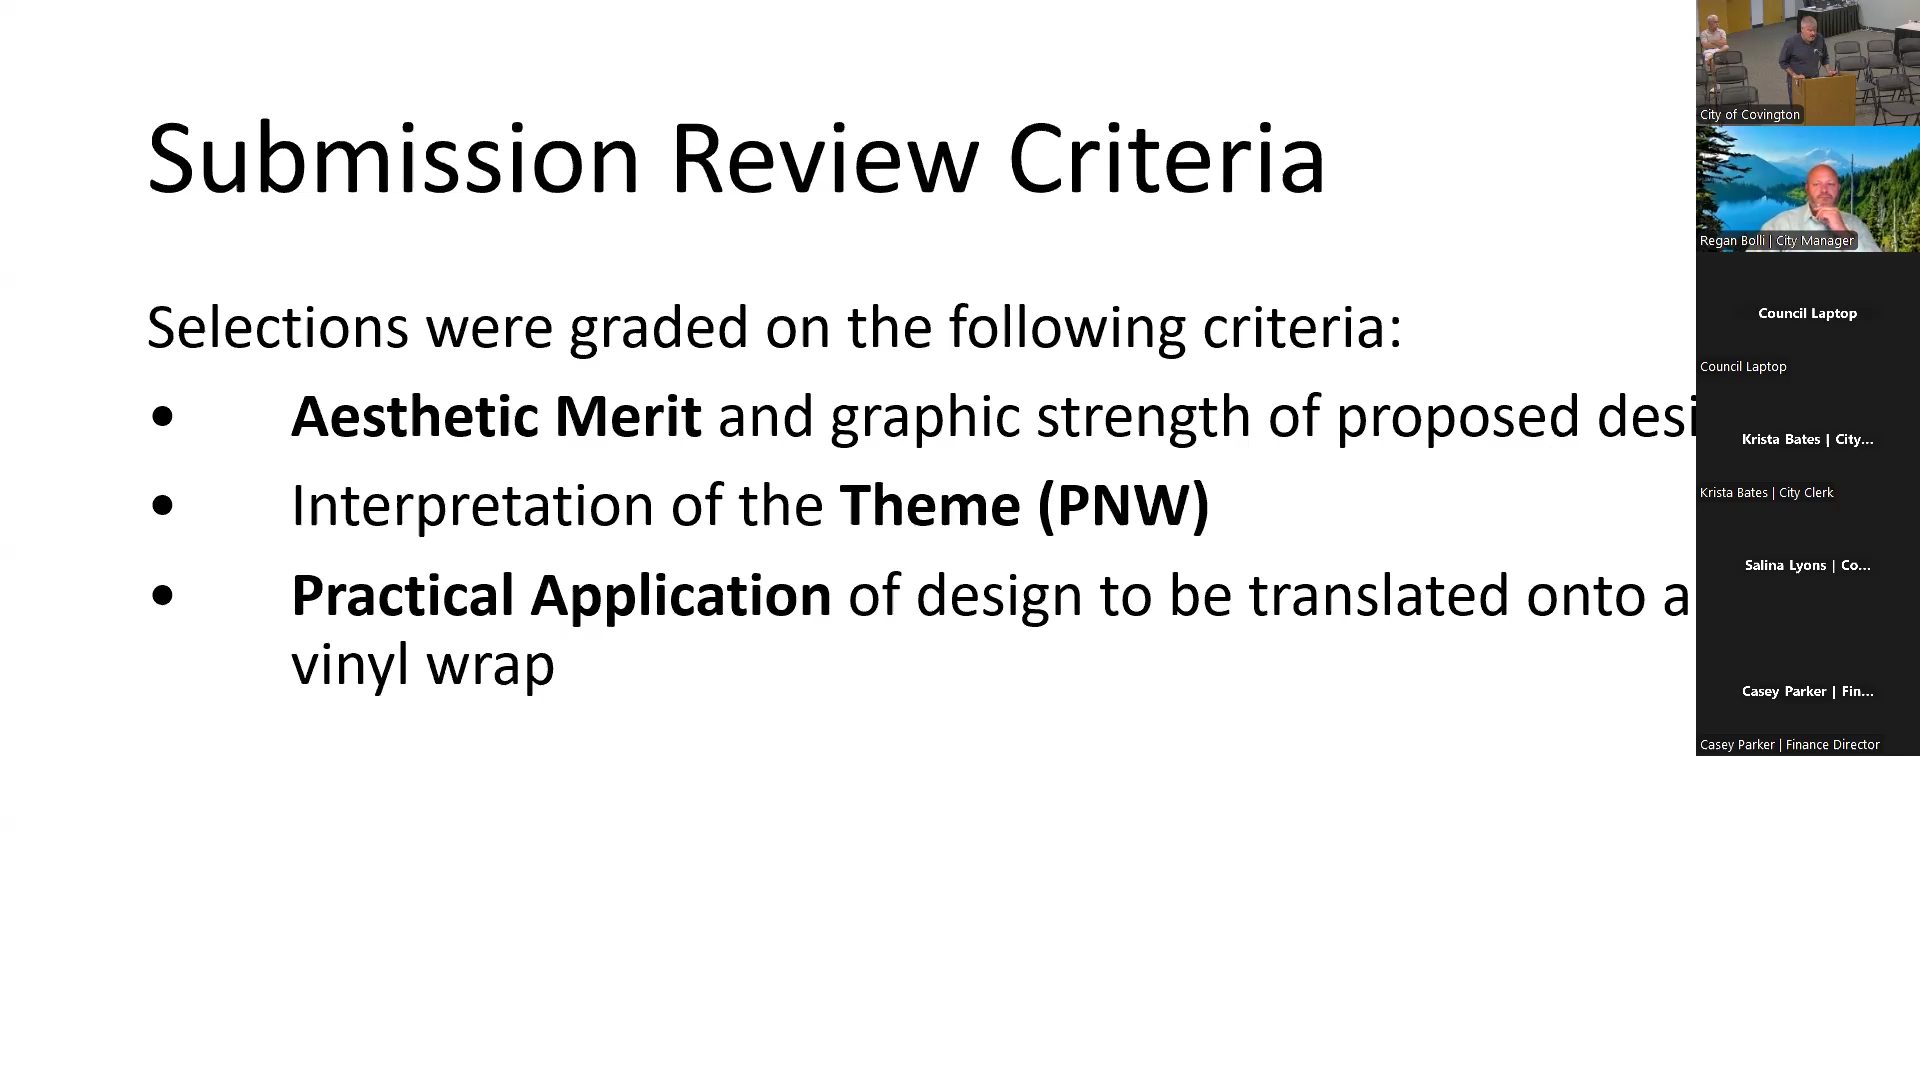 Submission Review Criteria
Selections were graded on the following criteria:
• Aesthetic Merit and graphic strength of proposed desi
• Interpretation of the Theme (PNW)
• Practical Application of design to be translated onto a
vinyl wrap
City of Covington
Regan Bolli | City Manager
Council Laptop
Council Laptop
Krista Bates | City...
Krista Bates | City Clerk
Salina Lyons | Co...
Casey Parker | Fin...
Casey Parker | Finance Director